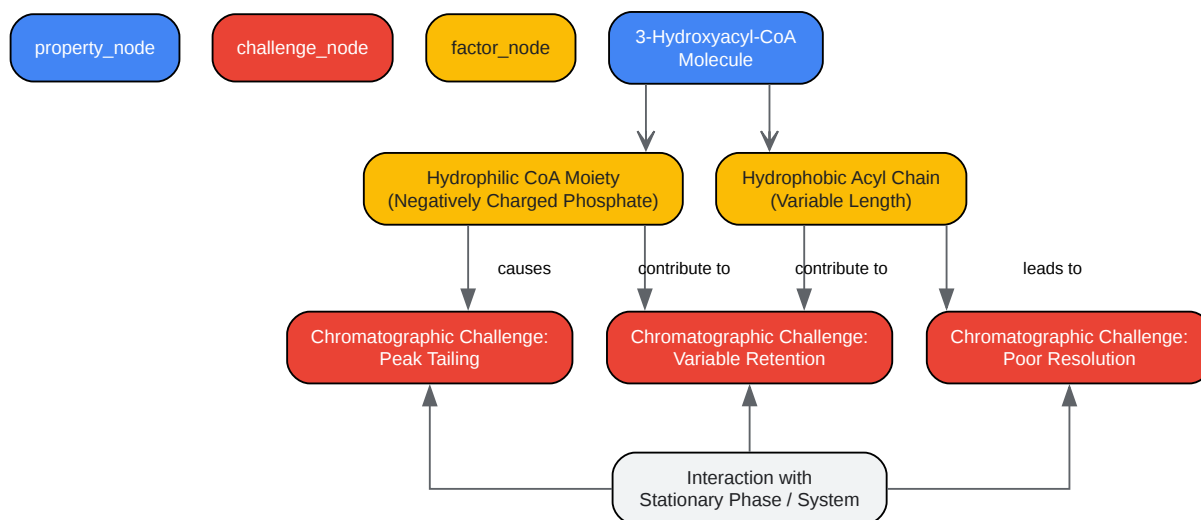 property_node
challenge_node
factor_node
3-Hydroxyacyl-CoA
Molecule
Hydrophilic CoA Moiety
(Negatively Charged Phosphate)
Hydrophobic Acyl Chain
(Variable Length)
causes
contribute to
contribute to
leads to
Chromatographic Challenge:
Peak Tailing
Chromatographic Challenge:
Variable Retention
Chromatographic Challenge:
Poor Resolution
Interaction with
Stationary Phase / System